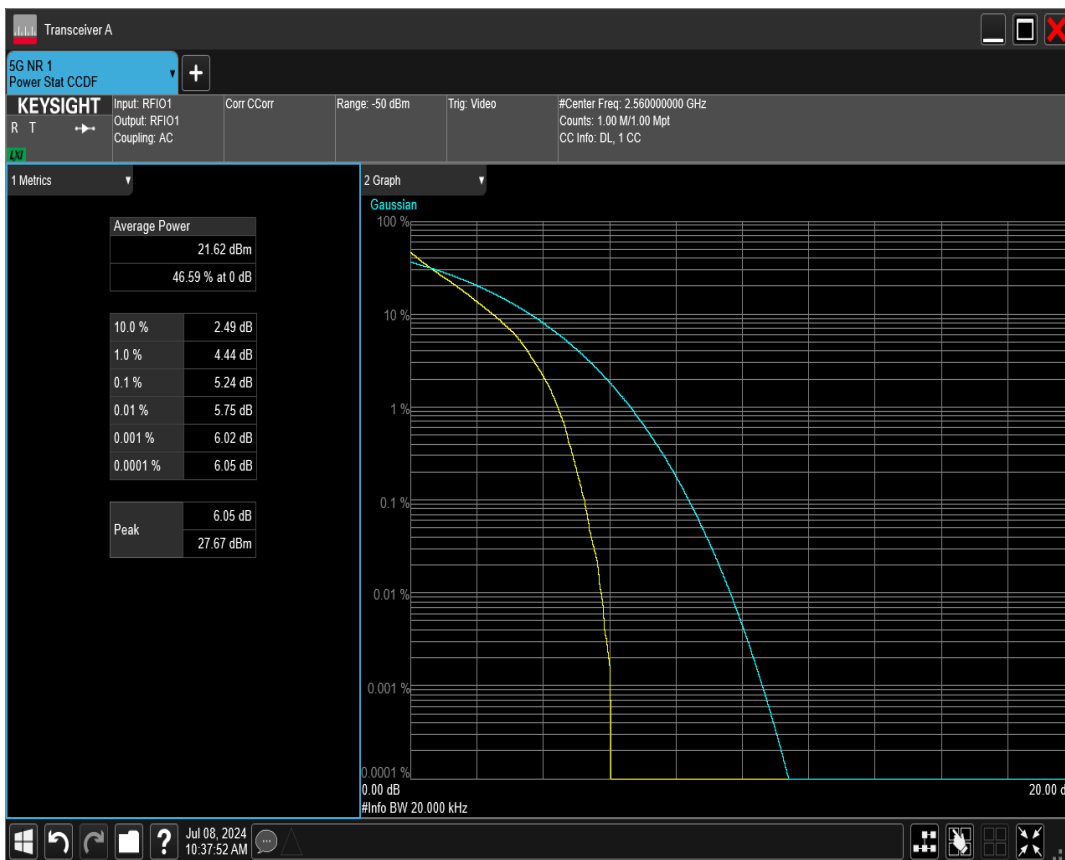 Transceiver A
5G NR 1
Power Stat CCDF
+
KEYSIGHT
R T
LXI
Input: RFIO1
Output: RFIO1
Coupling: AC
Corr CCorr
Range: -50 dBm
Trig: Video
#Center Freq: 2.560000000 GHz
Counts: 1.00 M/1.00 Mpt
CC Info: DL, 1 CC
1 Metrics
Average Power
21.62 dBm
46.59 % at 0 dB
10.0 % 2.49 dB
1.0 % 4.44 dB
0.1 % 5.24 dB
0.01 % 5.75 dB
0.001 % 6.02 dB
0.0001 % 6.05 dB
Peak
6.05 dB
27.67 dBm
2 Graph
Gaussian
100 %
10 %
1 %
0.1 %
0.01 %
0.001 %
0.0001 %
0.00 dB
20.00 d
#Info BW 20.000 kHz
?
Jul 08, 2024
10:37:52 AM